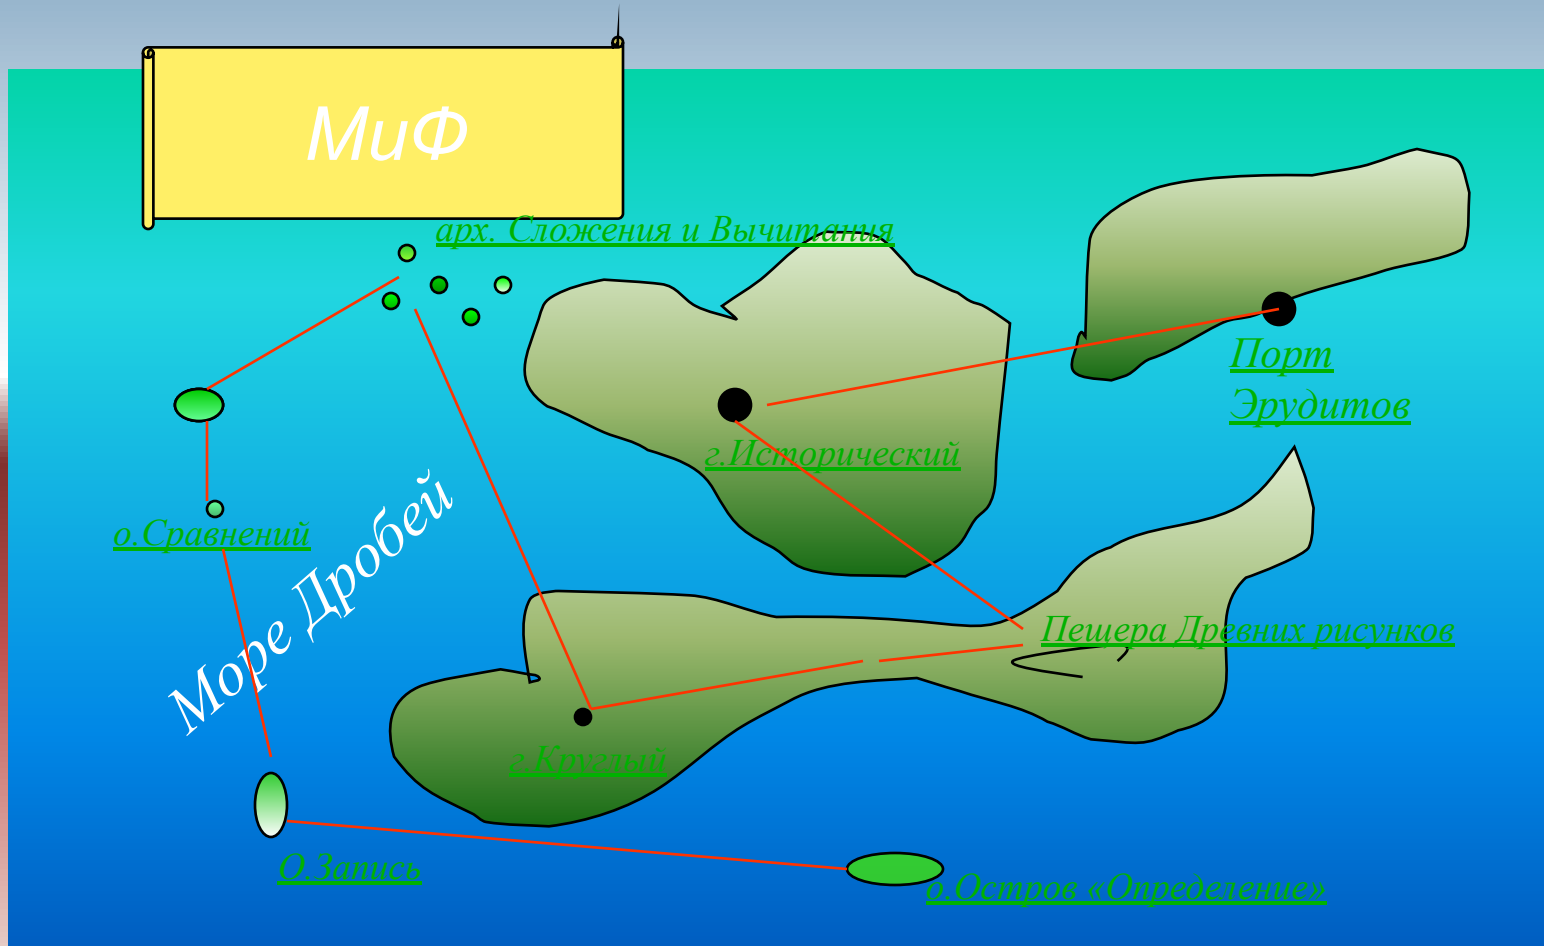 МиФ
арх. Сложения и Вычитания
Порт
Эрудитов
г.Исторический
о.Сравнений
Море Дробей
Пещера Древних рисунков
г.Круглый
О.Запись
о.Остров «Определение»